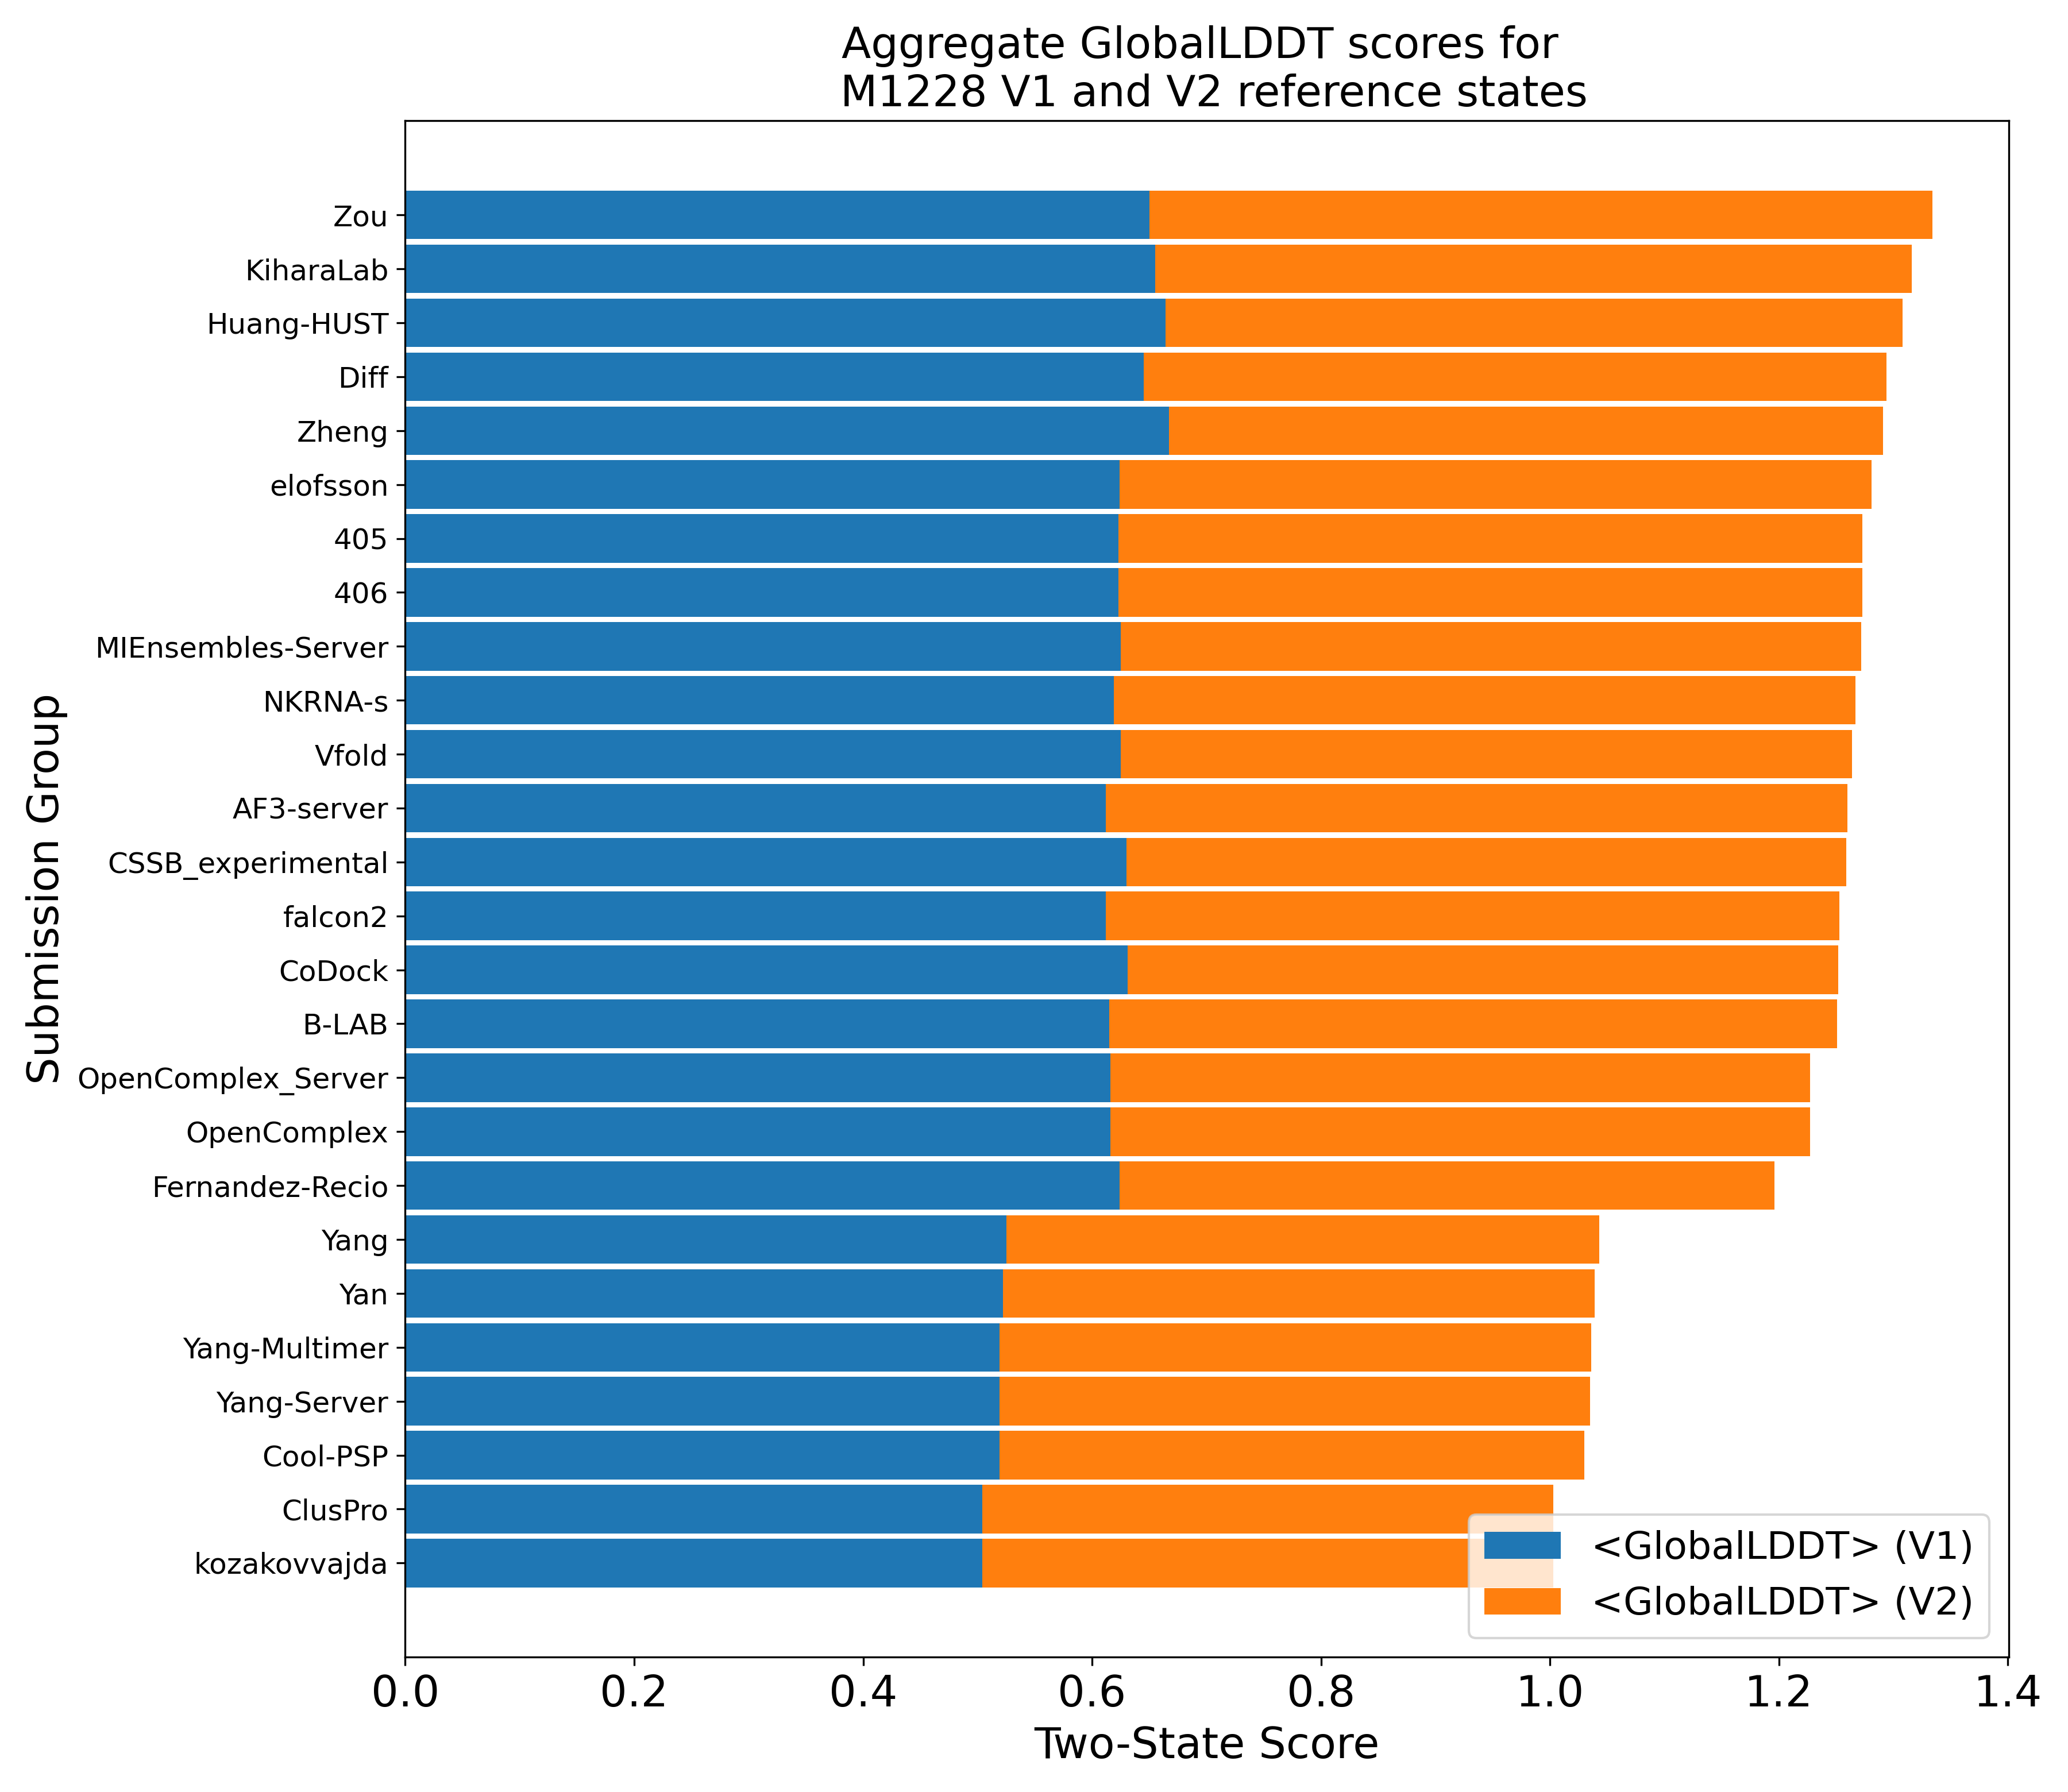 Aggregate GlobalLDDT scores for
M1228 V1 and V2 reference states
Submission Group
Zou
KiharaLab
Huang-HUST
Diff
Zheng
elofsson
405
406
MIEnsembles-Server
NKRNA-s
Vfold
AF3-server
CSSB_experimental
falcon2
CoDock
B-LAB
OpenComplex_Server
OpenComplex
Fernandez-Recio
Yang
Yan
Yang-Multimer
Yang-Server
Cool-PSP
ClusPro
kozakovvajda
<GlobalLDDT> (V1)
<GlobalLDDT> (V2)
0.0 0.2 0.4 0.6 0.8 1.0 1.2 1.4
Two-State Score